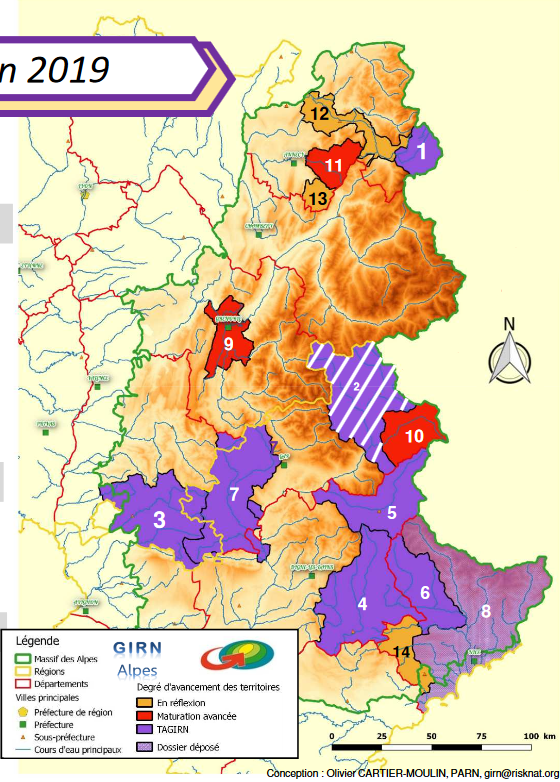 n 2019
12
1
11
13
9
2
10
7
3
5
4
6
8
14
N
Légende
Massif des Alpes
Régions
Départements
Villes principales
Préfecture de région
Préfecture
Sous-préfecture
Cours d'eau principaux
GIRN
Alpes
Degré d'avancement des territoires
En réflexion
Maturation avancée
TAGIRN
Dossier déposé
0 25 50 75 100 km
Conception : Olivier CARTIER-MOULIN, PARN, girn@risknat.org